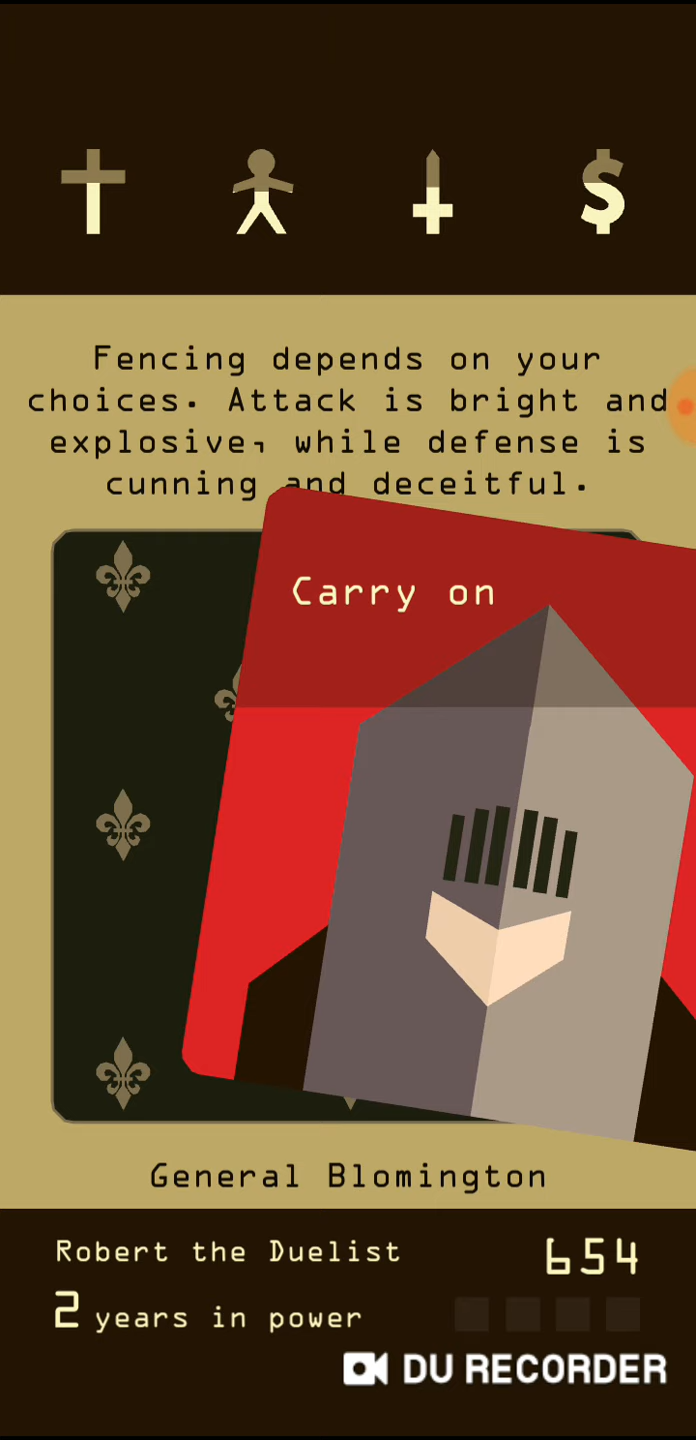 Fencing depends on your
choices. Attack is bright and
explosive, while defense is
cunning and deceitful.
Carry on
General Blomington
Robert the Duelist
654
2 years in power
DU RECORDER